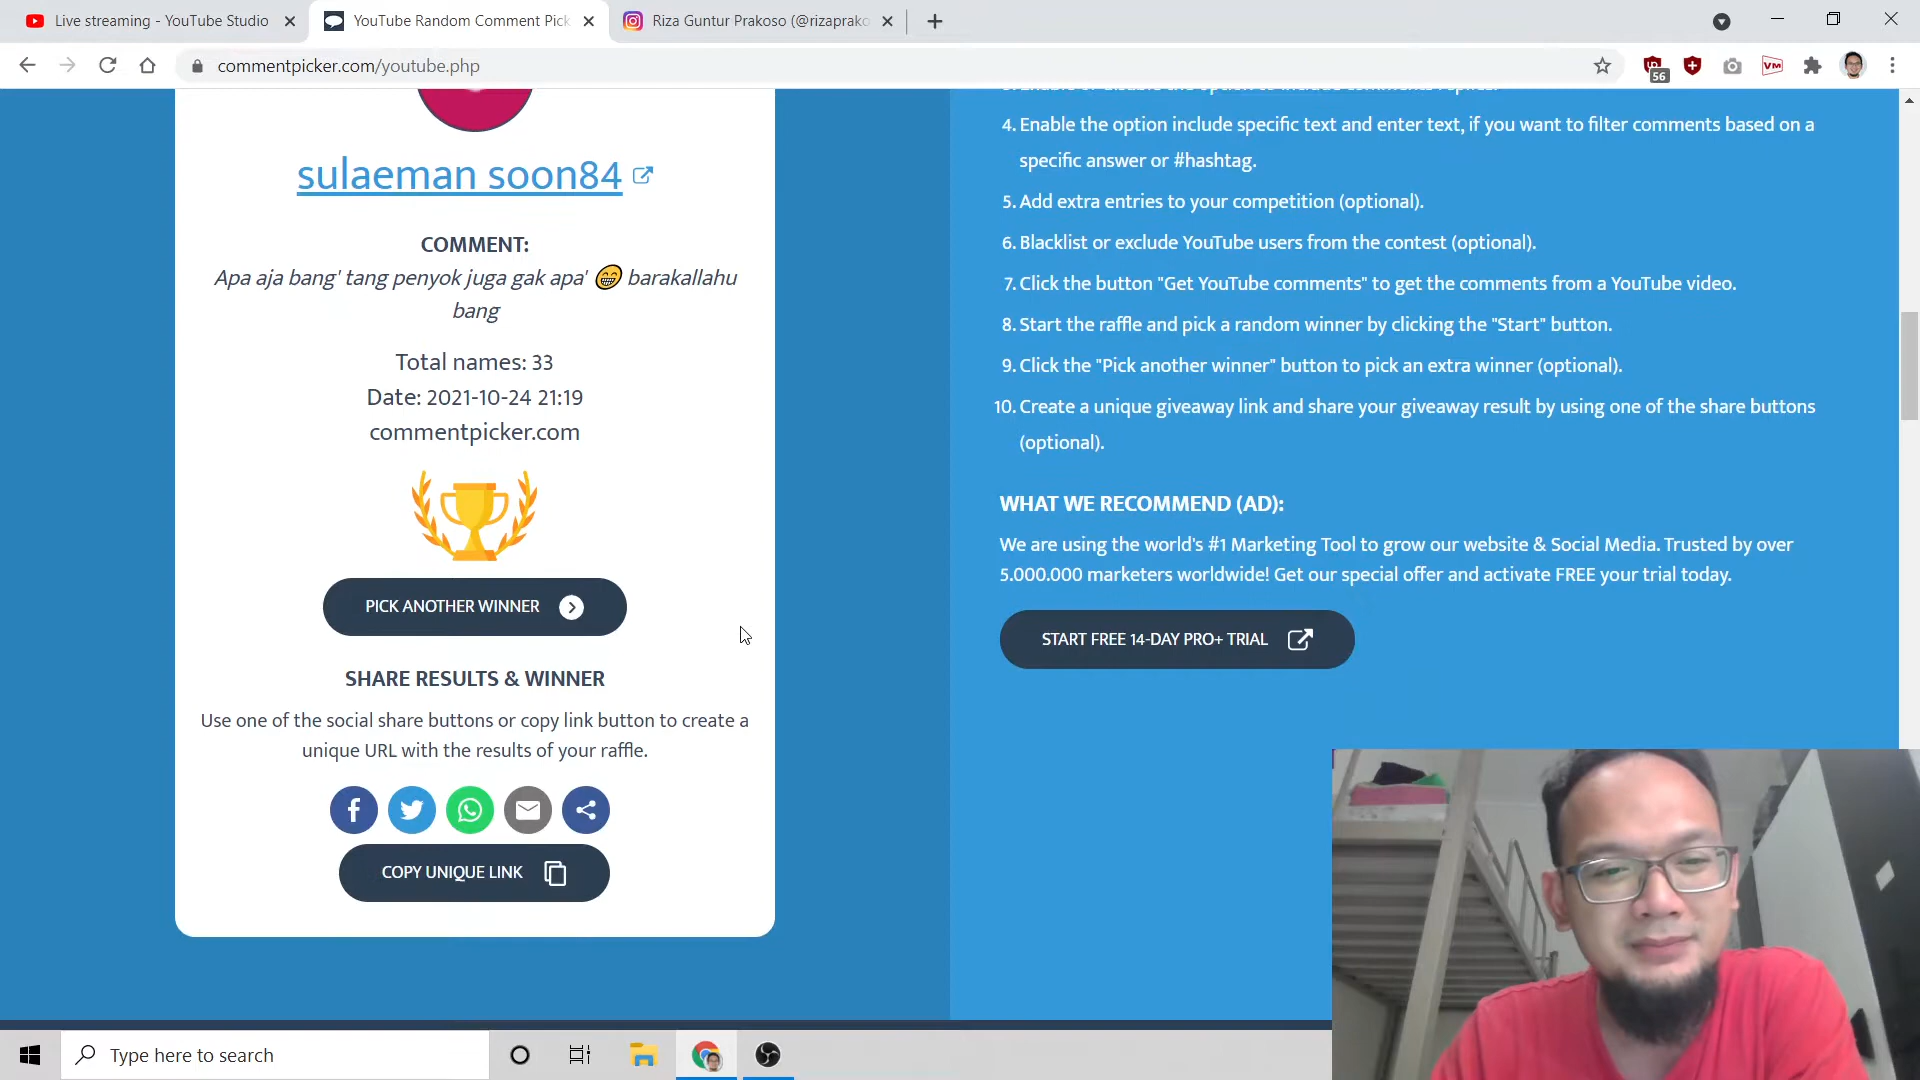 Live streaming - YouTube Studio
YouTube Random Comment Pick
Riza Guntur Prakoso (@rizaprako
commentpicker.com/youtube.php
56
VM
sulaeman soon84
COMMENT:
Apa aja bang' tang penyok juga gak apa' 😁 barakallahu
bang
Total names: 33
Date: 2021-10-24 21:19
commentpicker.com
PICK ANOTHER WINNER
SHARE RESULTS & WINNER
Use one of the social share buttons or copy link button to create a
unique URL with the results of your raffle.
COPY UNIQUE LINK
4. Enable the option include specific text and enter text, if you want to filter comments based on a
specific answer or #hashtag.
5. Add extra entries to your competition (optional).
6. Blacklist or exclude YouTube users from the contest (optional).
7. Click the button "Get YouTube comments" to get the comments from a YouTube video.
8. Start the raffle and pick a random winner by clicking the "Start" button.
9. Click the "Pick another winner" button to pick an extra winner (optional).
10. Create a unique giveaway link and share your giveaway result by using one of the share buttons
(optional).
WHAT WE RECOMMEND (AD):
We are using the world's #1 Marketing Tool to grow our website & Social Media. Trusted by over
5.000.000 marketers worldwide! Get our special offer and activate FREE your trial today.
START FREE 14-DAY PRO+ TRIAL
Type here to search